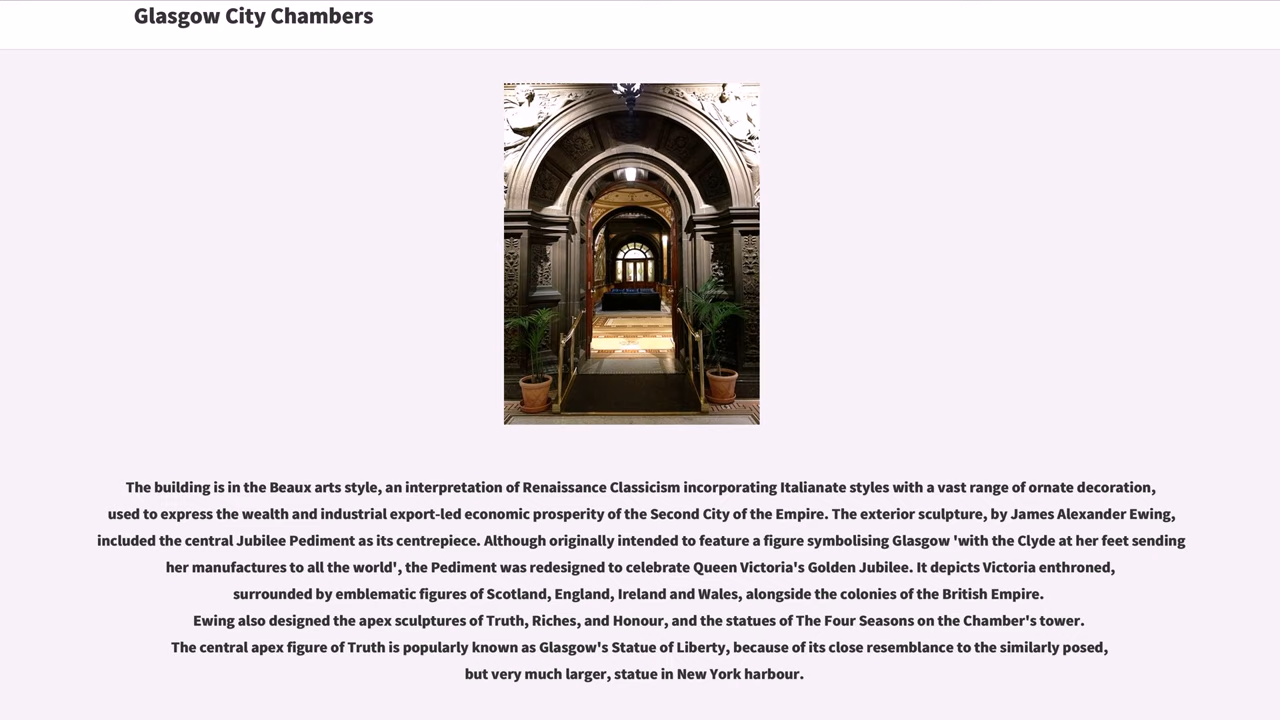 Glasgow City Chambers
The building is in the Beaux arts style, an interpretation of Renaissance Classicism incorporating Italianate styles with a vast range of ornate decoration,
used to express the wealth and industrial export-led economic prosperity of the Second City of the Empire. The exterior sculpture, by James Alexander Ewing,
included the central Jubilee Pediment as its centrepiece. Although originally intended to feature a figure symbolising Glasgow 'with the Clyde at her feet sending
her manufactures to all the world', the Pediment was redesigned to celebrate Queen Victoria's Golden Jubilee. It depicts Victoria enthroned,
surrounded by emblematic figures of Scotland, England, Ireland and Wales, alongside the colonies of the British Empire.
Ewing also designed the apex sculptures of Truth, Riches, and Honour, and the statues of The Four Seasons on the Chamber's tower.
The central apex figure of Truth is popularly known as Glasgow's Statue of Liberty, because of its close resemblance to the similarly posed,
but very much larger, statue in New York harbour.